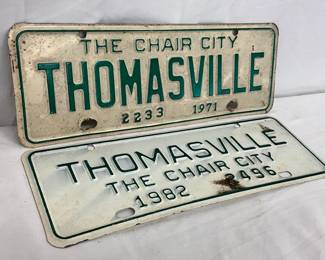 THE CHAIR CITY
THOMASVILLE
2233 1971
THOMASVILLE
THE CHAIR CITY
1982 2496